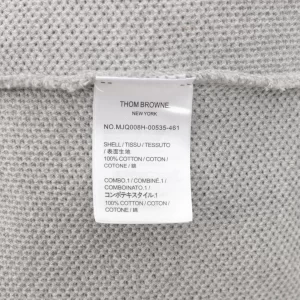 THOM BROWNE
NEW YORK
NO.MJQ008H-00535-461
SHELL / TISSU / TESSUTO
/ 表面生地
100% COTTON / COTON /
COTONE / 綿
COMBO.1 / COMBINÉ.1 /
COMBINATO.1 /
コンボテキスタイル.1
100% COTTON / COTON /
COTONE / 綿